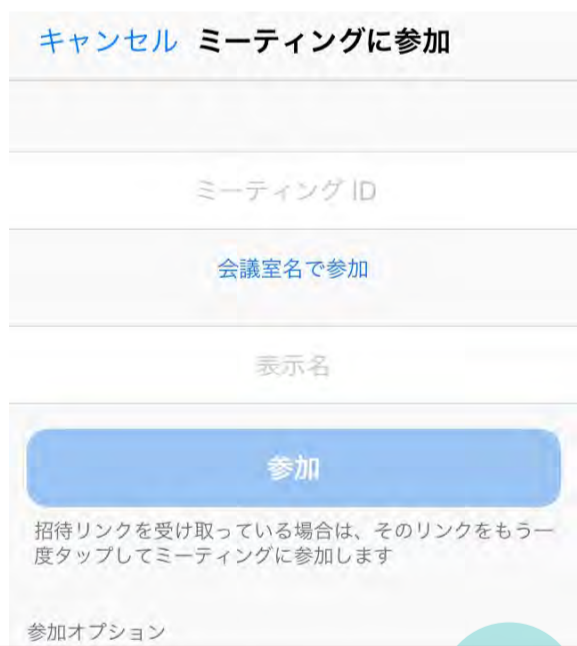 キャンセル ミーティングに参加
ミーティング ID
会議室名で参加
表示名
参加
招待リンクを受け取っている場合は、そのリンクをもう一
度タップしてミーティングに参加します
参加オプション